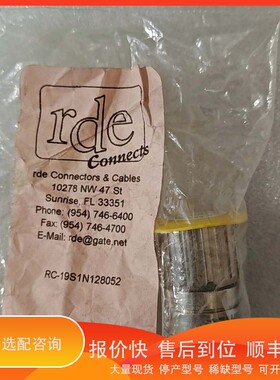 rde
Connects
rde Connectors & Cables
10278 NW 47 St
Sunrise, FL 33351
Phone: (954) 746-6400
Fax: (954) 746-4700
E-Mail: rde@gate.net
RC-19S1N128052
选配咨询
报价快 售后到位 顺丰
大量现货 型号齐全 稀缺型号 可开